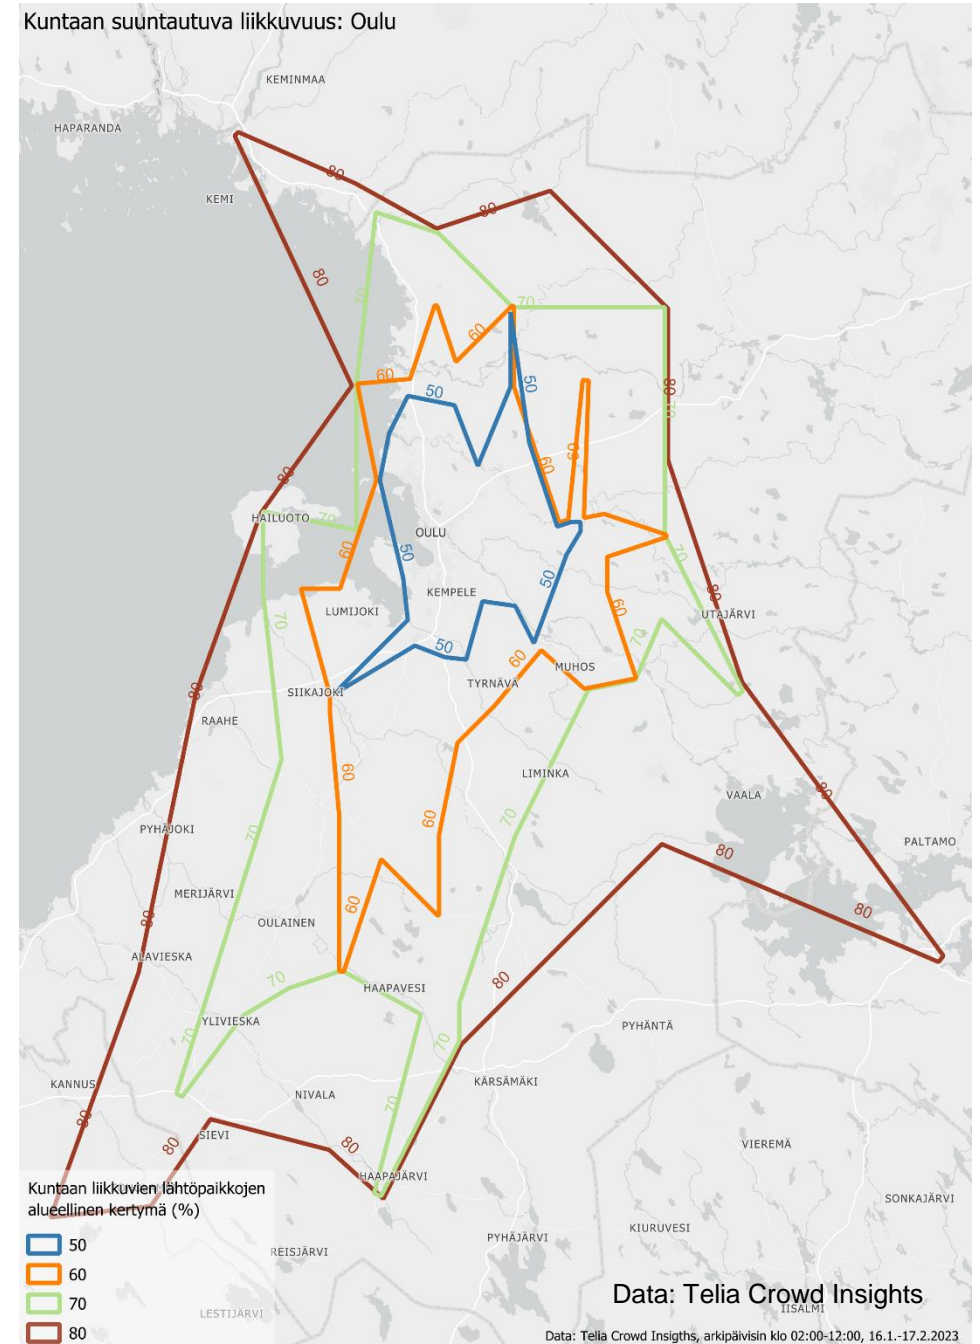 Kuntaan suuntautuva liikkuvuus: Oulu
KEMINMAA
HAPARANDA
80
KEMI
80
80
70
70
60
60
50
50
80
70
60
60
80
HAILUOTO
70
OULU
60
50
70
50
KEMPELE
60
LUMIJOKI
UTAJÄRVI
80
70
70
50
60
MUHOS
TYRNÄVÄ
SIIKAJOKI
80
RAAHE
60
LIMINKA
VAALA
80
70
60
PYHÄJOKI
70
PALTAMO
80
MERIJÄRVI
60
80
OULAINEN
80
ALAVIESKA
70
80
HAAPAVESI
YLIVIESKA
70
PYHÄNTÄ
70
KANNUS
KÄRSÄMÄKI
NIVALA
80
70
SIEVI
80
80
VIEREMÄ
HAAPAJÄRVI
SONKAJÄRVI
KIURUVESI
PYHÄJÄRVI
REISJÄRVI
LESTIJÄRVI
IISALMI
Kuntaan liikkuvien lähtöpaikkojen
alueellinen kertymä (%)
50
60
70
80
Data: Telia Crowd Insights
Data: Telia Crowd Insigths, arkipäivisin klo 02:00-12:00, 16.1.-17.2.2023